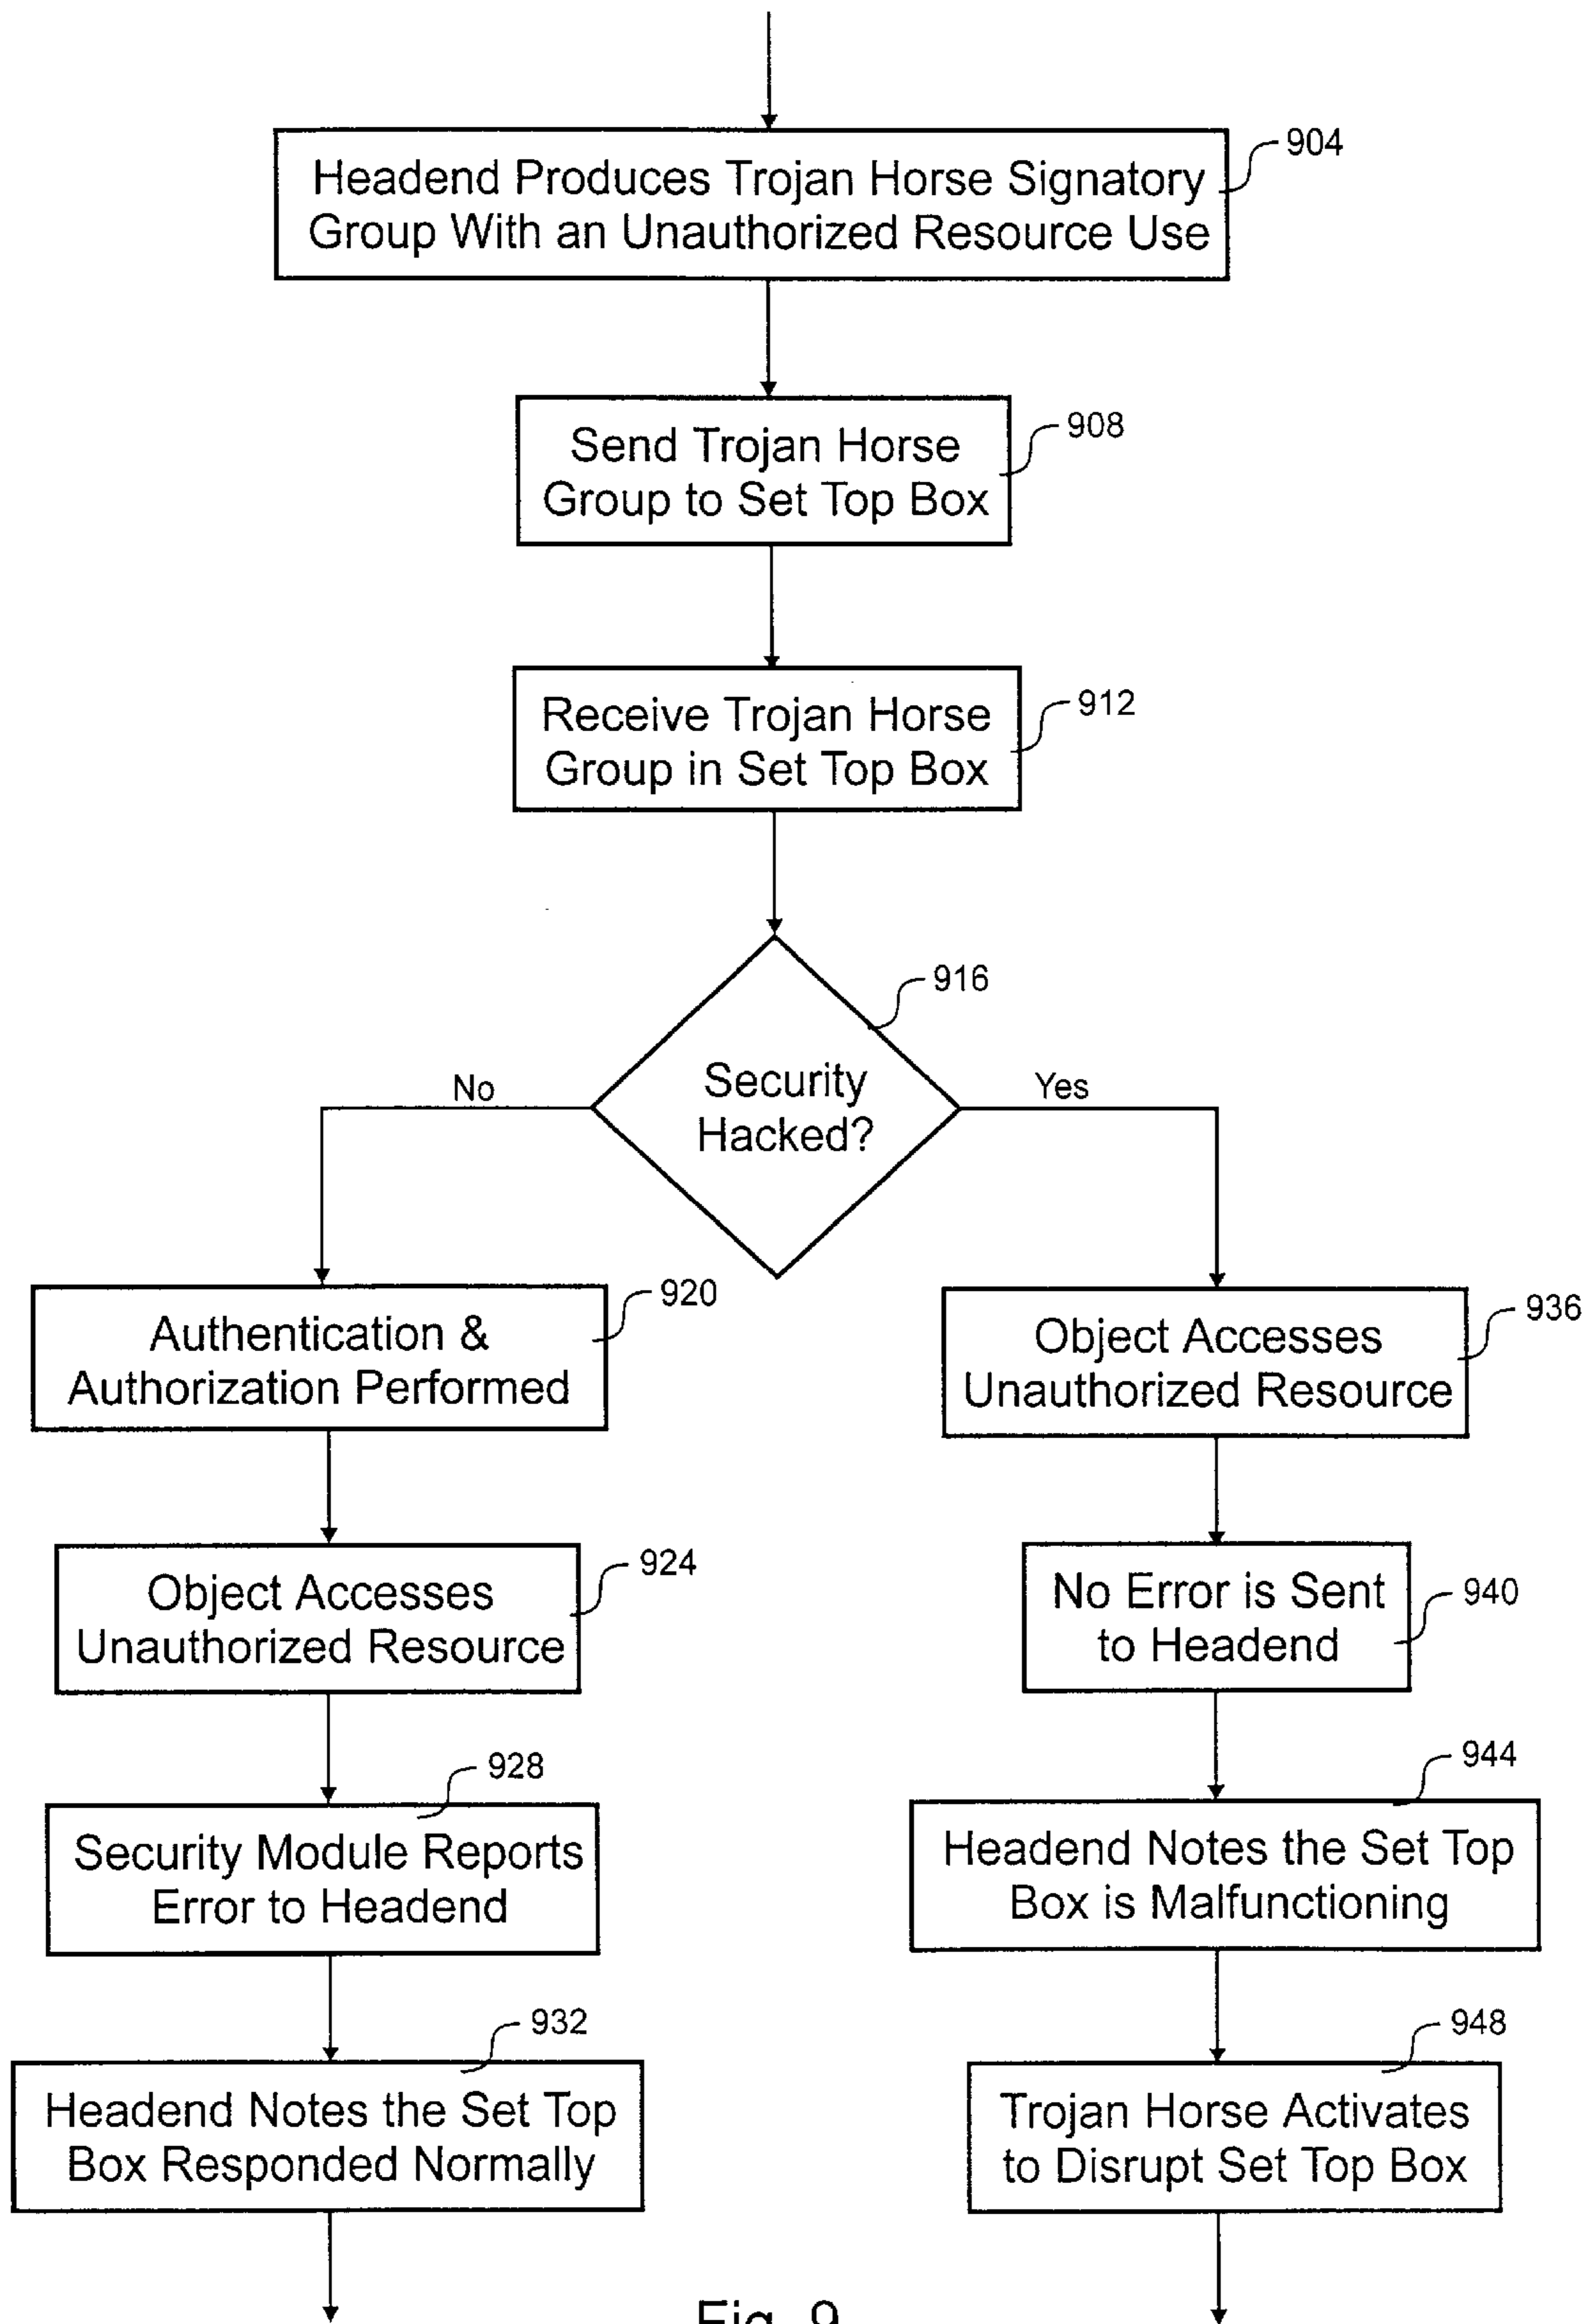 904
Headend Produces Trojan Horse Signatory
Group With an Unauthorized Resource Use
908
Send Trojan Horse
Group to Set Top Box
912
Receive Trojan Horse
Group in Set Top Box
916
Security
Hacked?
No
Yes
920
Authentication &
Authorization Performed
924
Object Accesses
Unauthorized Resource
928
Security Module Reports
Error to Headend
932
Headend Notes the Set Top
Box Responded Normally
936
Object Accesses
Unauthorized Resource
940
No Error is Sent
to Headend
944
Headend Notes the Set Top
Box is Malfunctioning
948
Trojan Horse Activates
to Disrupt Set Top Box
Fig. 9